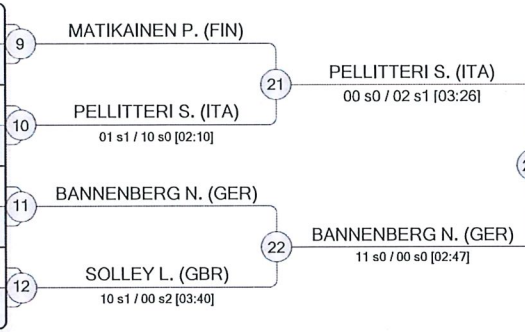 9
MATIKAINEN P. (FIN)
21
PELLITTERI S. (ITA)
00 s0 / 02 s1 [03:26]
10
PELLITTERI S. (ITA)
01 s1 / 10 s0 [02:10]
11
BANNENBERG N. (GER)
22
BANNENBERG N. (GER)
11 s0 / 00 s0 [02:47]
12
SOLLEY L. (GBR)
10 s1 / 00 s2 [03:40]